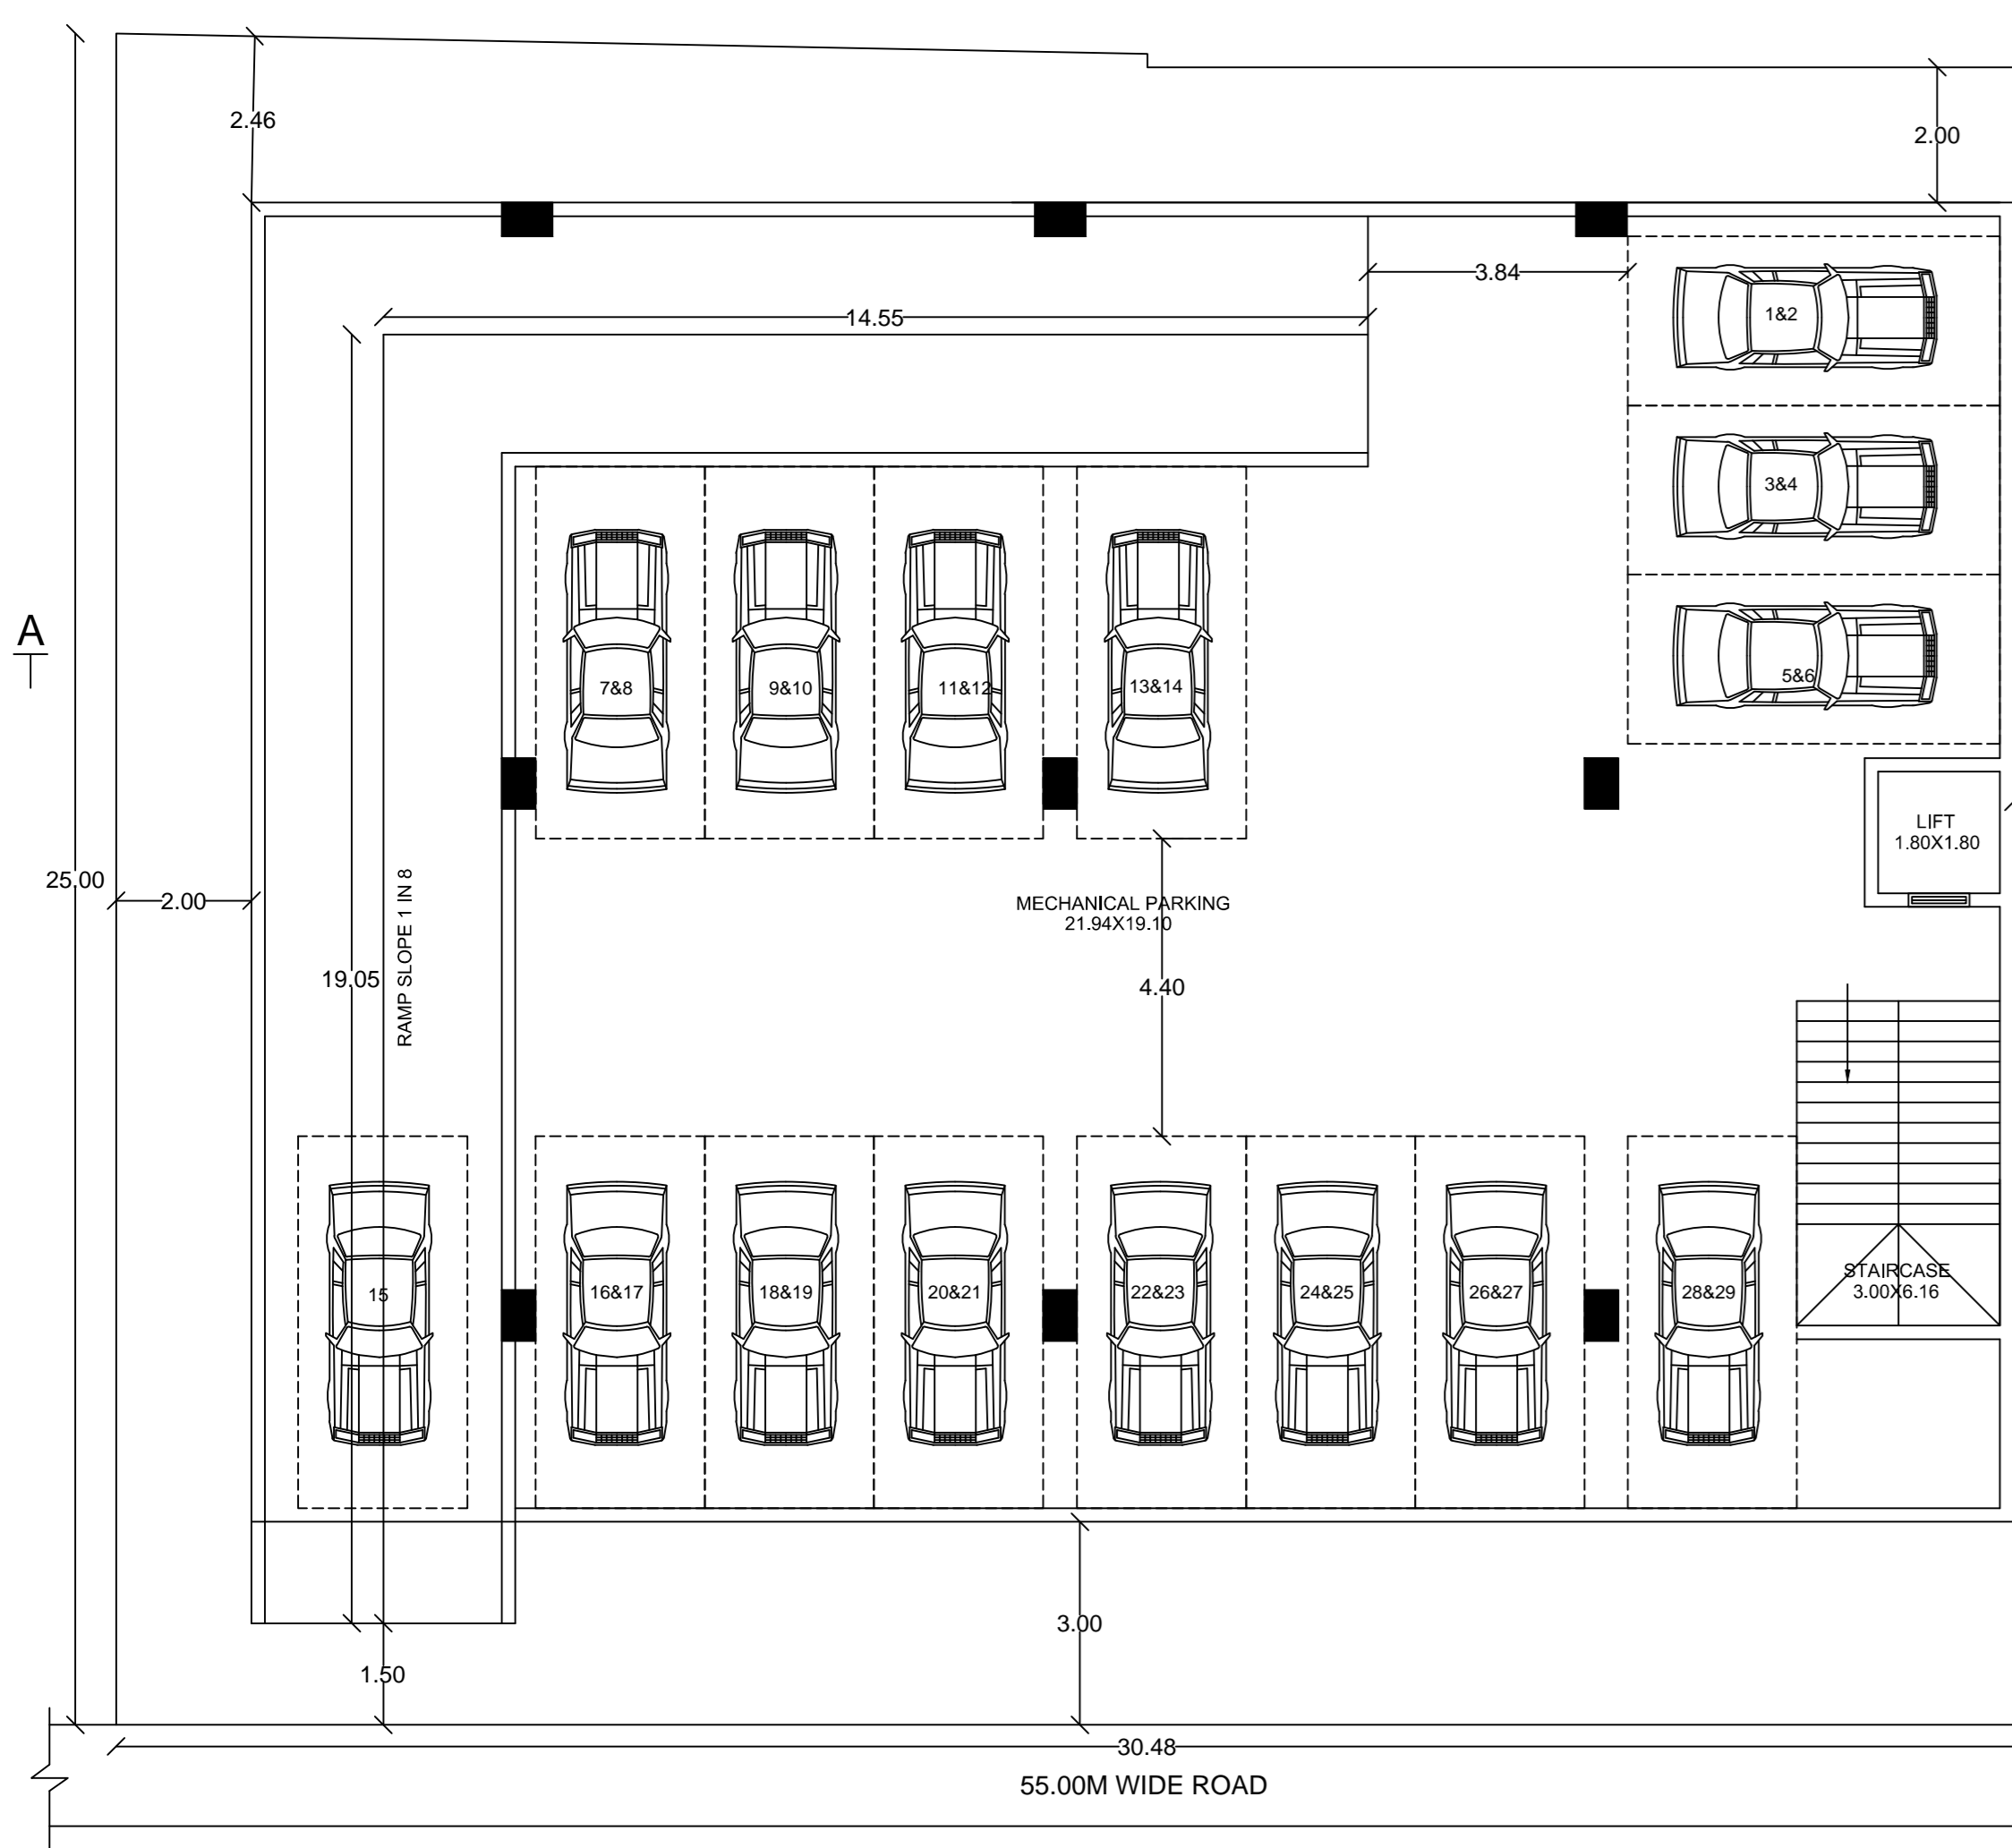 2.46
2.00
3.84
14.55
1&2
3&4
5&6
7&8
9&10
11&12
13&14
A
LIFT
1.80X1.80
25.00
2.00
RAMP SLOPE 1 IN 8
MECHANICAL PARKING
21.94X19.10
19.05
4.40
15
16&17
18&19
20&21
22&23
24&25
26&27
28&29
STAIRCASE
3.00X6.16
3.00
1.50
30.48
55.00M WIDE ROAD